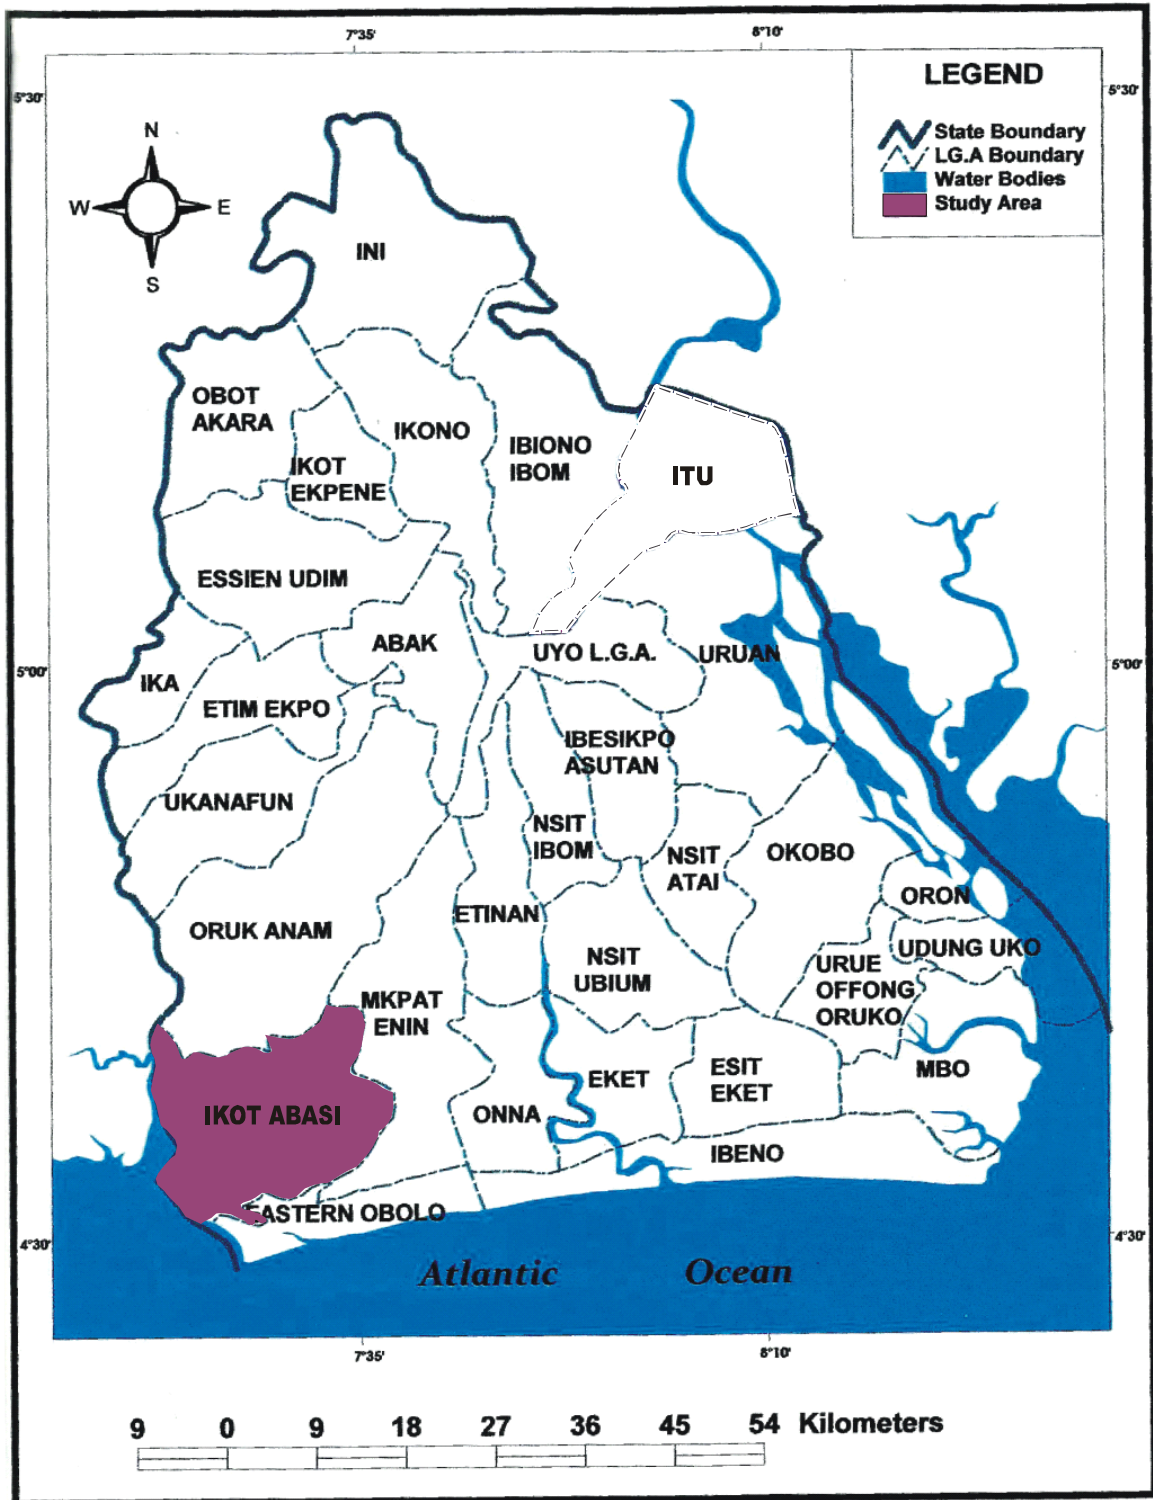 7°35'
8°10'
5°30'
5°30'
LEGEND
State Boundary
LG.A Boundary
Water Bodies
Study Area
N
W
E
S
INI
OBOT
AKARA
IKONO
IBIONO
IBOM
IKOT
EKPENE
ITU
ESSIEN UDIM
ABAK
UYO L.G.A.
URUAN
5°00'
5°00'
IKA
ETIM EKPO
IBESIKPO
ASUTAN
UKANAFUN
NSIT
IBOM
NSIT
ATAI
OKOBO
ORON
ETINAN
ORUK ANAM
UDUNG UKO
NSIT
UBIUM
URUE
OFFONG
ORUKO
MKPAT
ENIN
EKET
ESIT
EKET
MBO
IKOT ABASI
ONNA
IBENO
EASTERN OBOLO
4°30'
4°30'
Atlantic Ocean
7°35'
8°10'
9 0 9 18 27 36 45 54 Kilometers